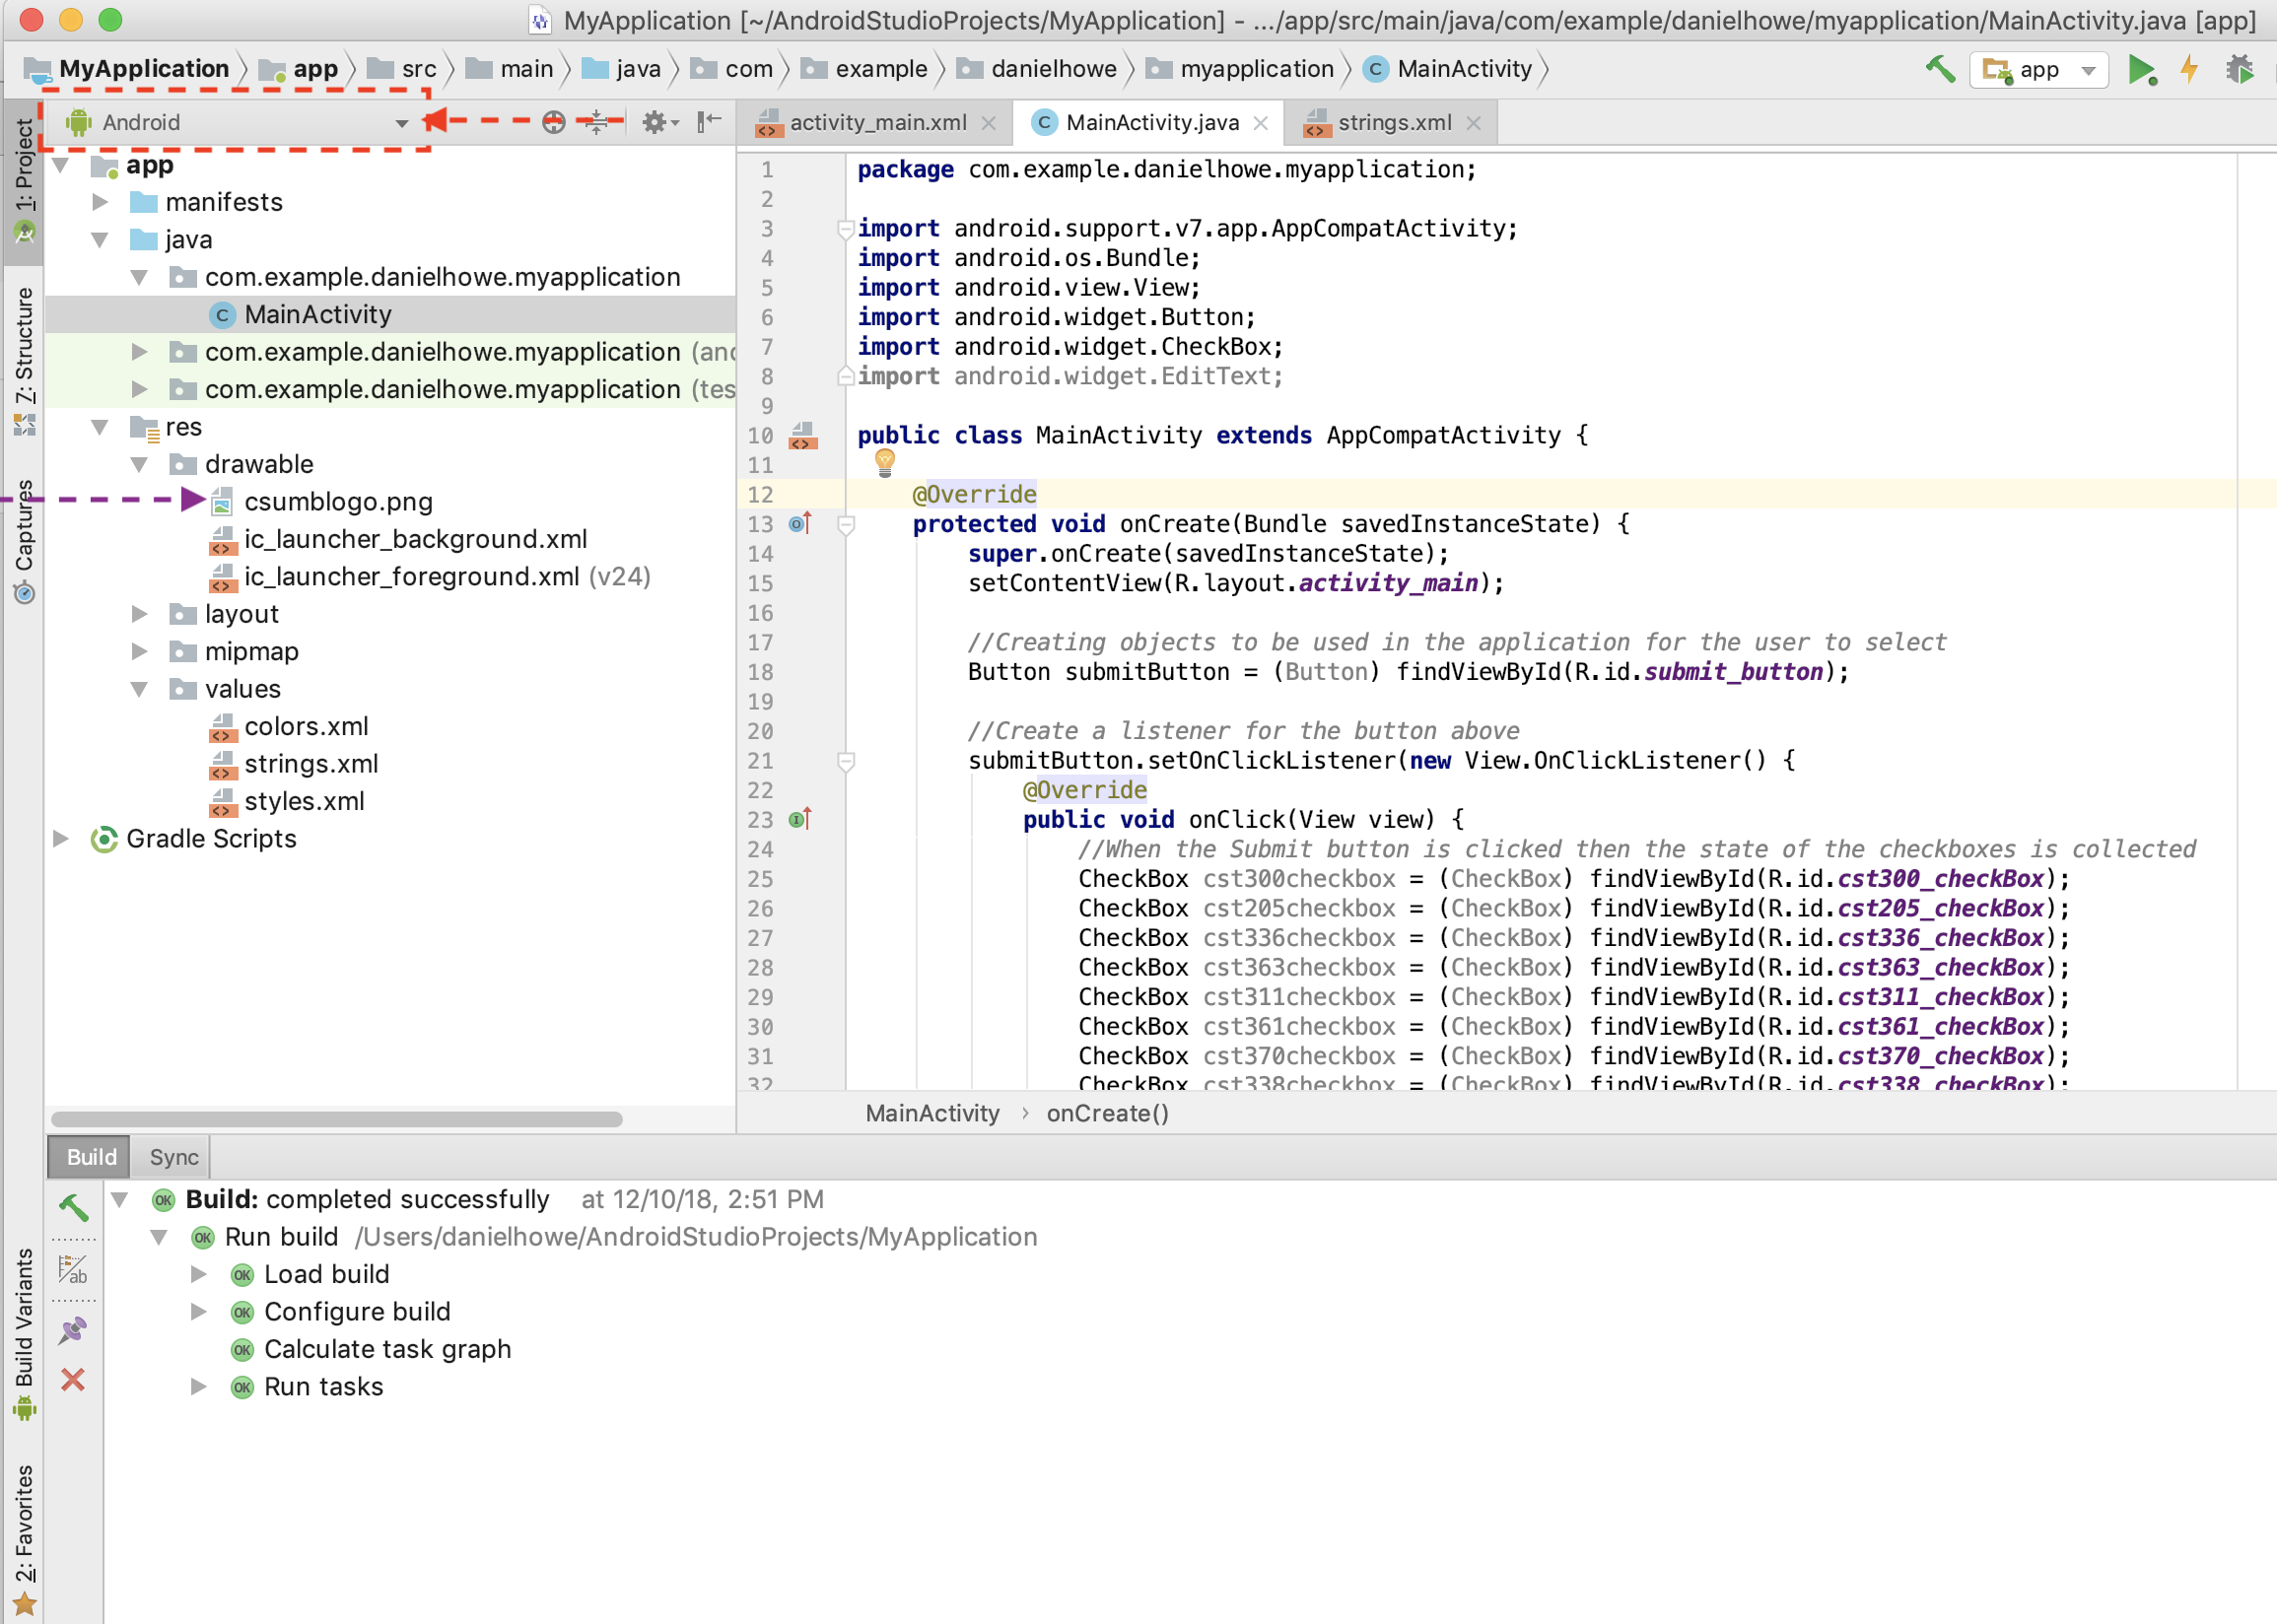 MyApplication [~/AndroidStudioProjects/MyApplication] - .../app/src/main/java/com/example/danielhowe/myapplication/MainActivity.java [app]
MyApplication app src main java com example danielhowe myapplication C MainActivity app
1: Project
7: Structure
Captures
Build Variants
2: Favorites
Android
app
manifests
java
com.example.danielhowe.myapplication
C MainActivity
com.example.danielhowe.myapplication (and
com.example.danielhowe.myapplication (tes
res
drawable
csumblogo.png
ic_launcher_background.xml
ic_launcher_foreground.xml (v24)
layout
mipmap
values
colors.xml
strings.xml
styles.xml
Gradle Scripts
activity_main.xml C MainActivity.java strings.xml
1 package com.example.danielhowe.myapplication;
2
3 import android.support.v7.app.AppCompatActivity;
4 import android.os.Bundle;
5 import android.view.View;
6 import android.widget.Button;
7 import android.widget.CheckBox;
8 import android.widget.EditText;
9
10 public class MainActivity extends AppCompatActivity {
11
12 @Override
13 protected void onCreate(Bundle savedInstanceState) {
14 super.onCreate(savedInstanceState);
15 setContentView(R.layout.activity_main);
16
17 //Creating objects to be used in the application for the user to select
18 Button submitButton = (Button) findViewById(R.id.submit_button);
19
20 //Create a listener for the button above
21 submitButton.setOnClickListener(new View.OnClickListener() {
22 @Override
23 public void onClick(View view) {
24 //When the Submit button is clicked then the state of the checkboxes is collected
25 CheckBox cst300checkbox = (CheckBox) findViewById(R.id.cst300_checkBox);
26 CheckBox cst205checkbox = (CheckBox) findViewById(R.id.cst205_checkBox);
27 CheckBox cst336checkbox = (CheckBox) findViewById(R.id.cst336_checkBox);
28 CheckBox cst363checkbox = (CheckBox) findViewById(R.id.cst363_checkBox);
29 CheckBox cst311checkbox = (CheckBox) findViewById(R.id.cst311_checkBox);
30 CheckBox cst361checkbox = (CheckBox) findViewById(R.id.cst361_checkBox);
31 CheckBox cst370checkbox = (CheckBox) findViewById(R.id.cst370_checkBox);
32 CheckBox cst338checkbox = (CheckBox) findViewById(R.id.cst338_checkBox);
MainActivity › onCreate()
Build Sync
OK Build: completed successfully at 12/10/18, 2:51 PM
OK Run build /Users/danielhowe/AndroidStudioProjects/MyApplication
OK Load build
OK Configure build
OK Calculate task graph
OK Run tasks